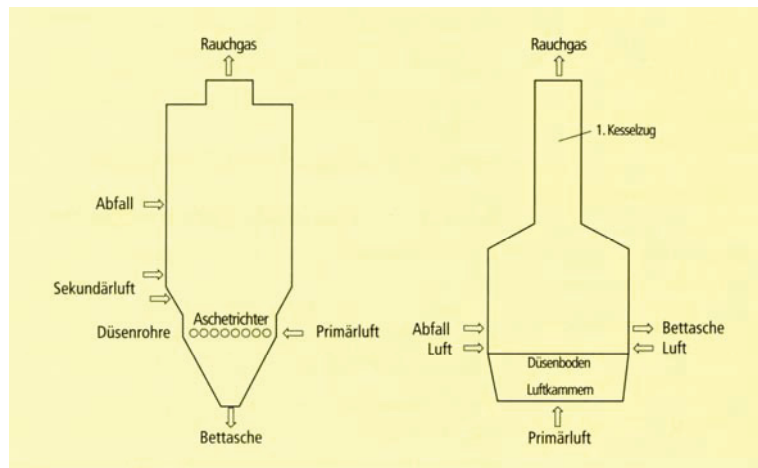 Rauchgas
Abfall
Sekundärluft
Aschetrichter
Düsenrohre
Primärluft
Bettasche
Rauchgas
1. Kesselzug
Abfall
Bettasche
Luft
Luft
Düsenboden
Luftkammern
Primärluft